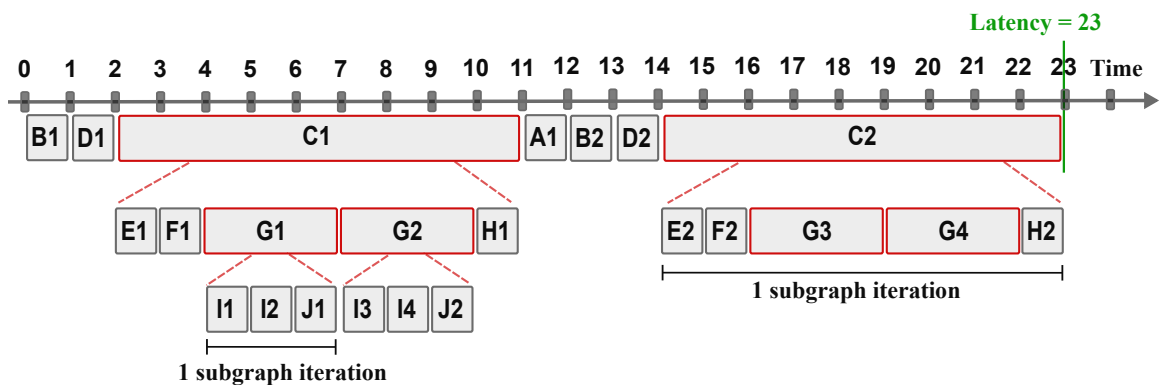 Latency = 23
0 1 2 3 4 5 6 7 8 9 10 11 12 13 14 15 16 17 18 19 20 21 22 23 Time
B1 D1 C1 A1 B2 D2 C2
E1 F1 G1 G2 H1 E2 F2 G3 G4 H2
I1 I2 J1 I3 I4 J2
1 subgraph iteration
1 subgraph iteration